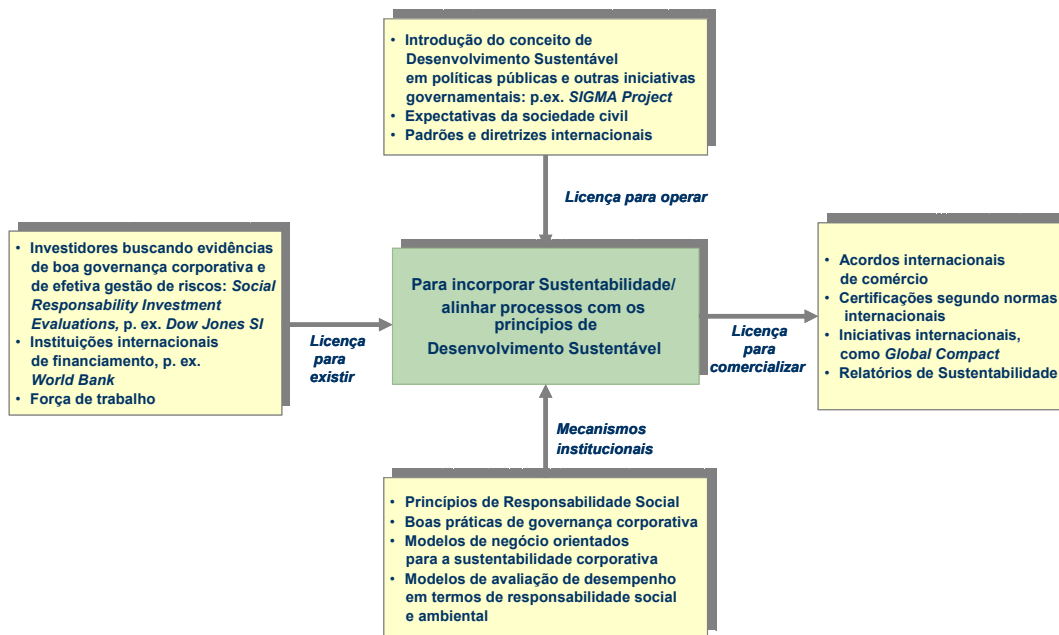 • Introdução do conceito de
Desenvolvimento Sustentável
em políticas públicas e outras iniciativas
governamentais: p.ex. SIGMA Project
• Expectativas da sociedade civil
• Padrões e diretrizes internacionais
Licença para operar
• Investidores buscando evidências
de boa governança corporativa e
de efetiva gestão de riscos: Social
Responsability Investment
Evaluations, p. ex. Dow Jones SI
• Instituições internacionais
de financiamento, p. ex.
World Bank
• Força de trabalho
Licença
para
existir
Para incorporar Sustentabilidade/
alinhar processos com os
princípios de
Desenvolvimento Sustentável
Licença
para
comercializar
• Acordos internacionais
de comércio
• Certificações segundo normas
internacionais
• Iniciativas internacionais,
como Global Compact
• Relatórios de Sustentabilidade
Mecanismos
institucionais
• Princípios de Responsabilidade Social
• Boas práticas de governança corporativa
• Modelos de negócio orientados
para a sustentabilidade corporativa
• Modelos de avaliação de desempenho
em termos de responsabilidade social
e ambiental